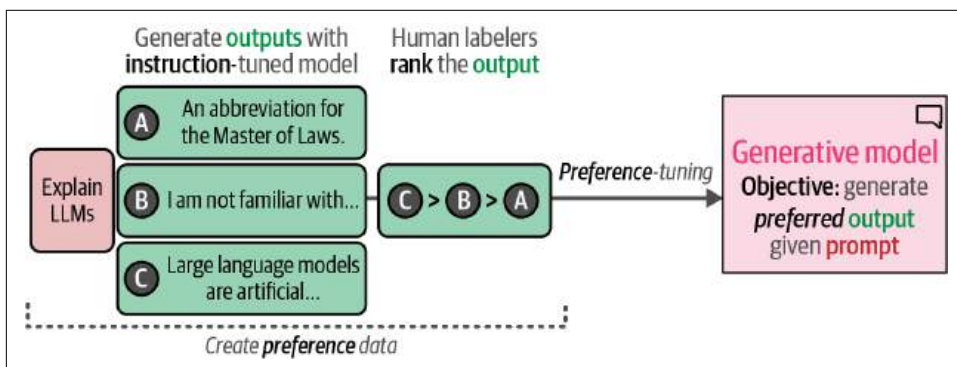 Generate outputs with
instruction-tuned model
Human labelers
rank the output
A
An abbreviation for
the Master of Laws.
Explain
LLMs
B
I am not familiar with...
C
Large language models
are artificial...
C > B > A
Preference-tuning
Generative model
Objective: generate
preferred output
given prompt
Create preference data